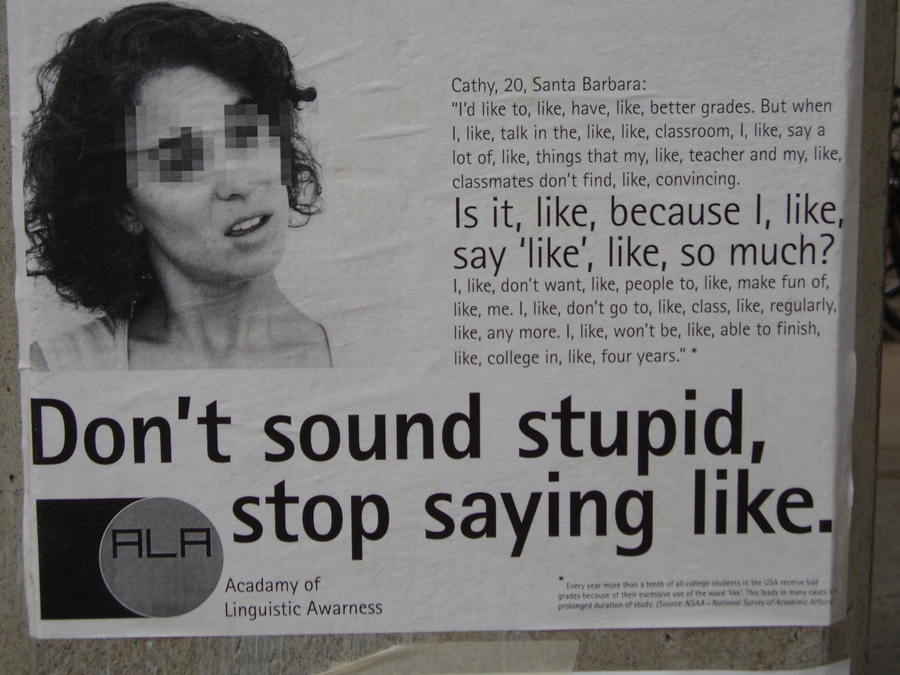 Cathy, 20, Santa Barbara:
"I'd like to, like, have, like, better grades. But when
I, like, talk in the, like, like, classroom, I, like, say a
lot of, like, things that my, like, teacher and my, like,
classmates don't find, like, convincing.
Is it, like, because I, like,
say 'like', like, so much?
I, like, don't want, like, people to, like, make fun of,
like, me. I, like, don't go to, like, class, like, regularly,
like, any more. I, like, won't be, like, able to finish,
like, college in, like, four years." *
Don't sound stupid,
stop saying like.
ALA
Acadamy of
Linguistic Awarness
* Every year more than a tenth of all college students in the USA receive bad
grades because of their excessive use of the word 'like'. This leads in many cases
prolonged duration of study. (Source: NSAA – National Survey of Academic Affairs